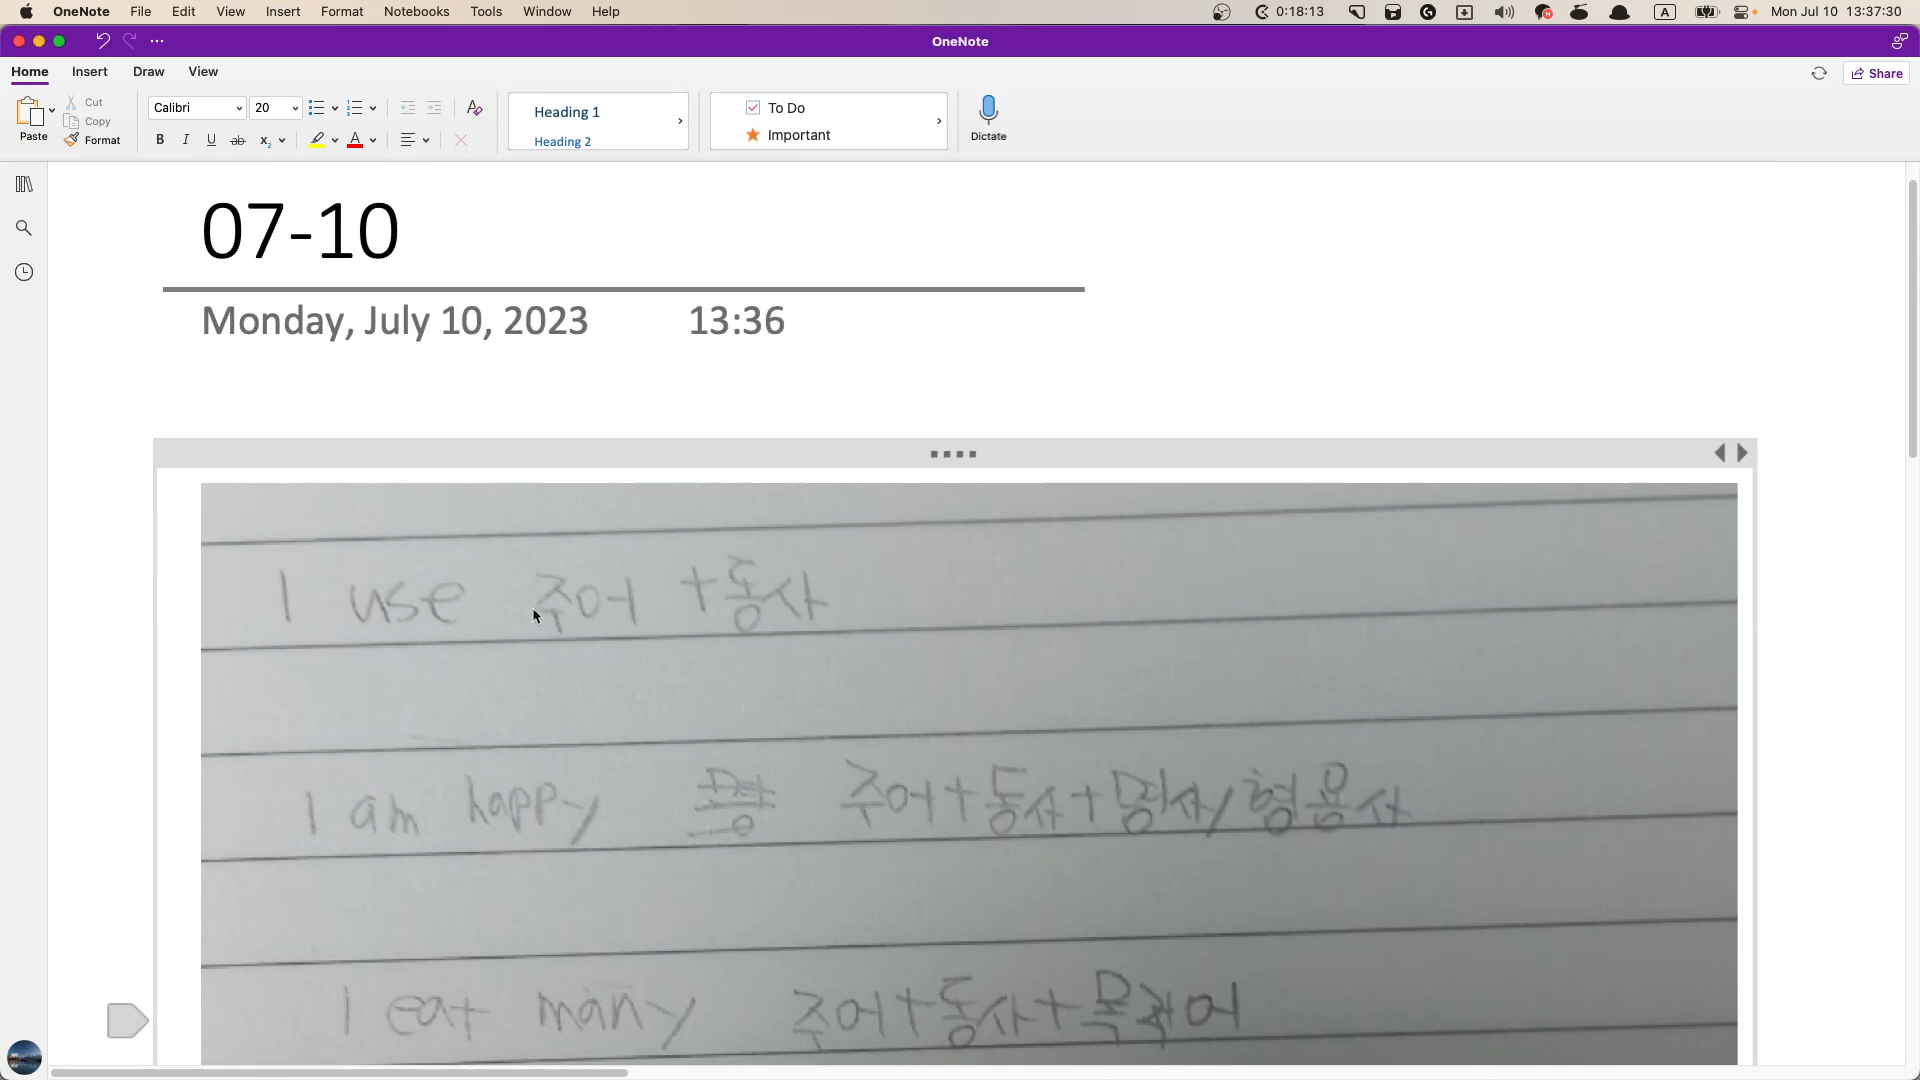 OneNote File Edit View Insert Format Notebooks Tools Window Help 0:18:13 A Mon Jul 10 13:37:30
OneNote
Home Insert Draw View Share
Paste Cut Copy Format
Calibri 20
B I U ab x₂ A
Heading 1
Heading 2
To Do
Important
Dictate
07-10
Monday, July 10, 2023 13:36
I use 주어 +동사
I am happy 주어+동사+명사/형용사
I eat many 주어+동사+목적어